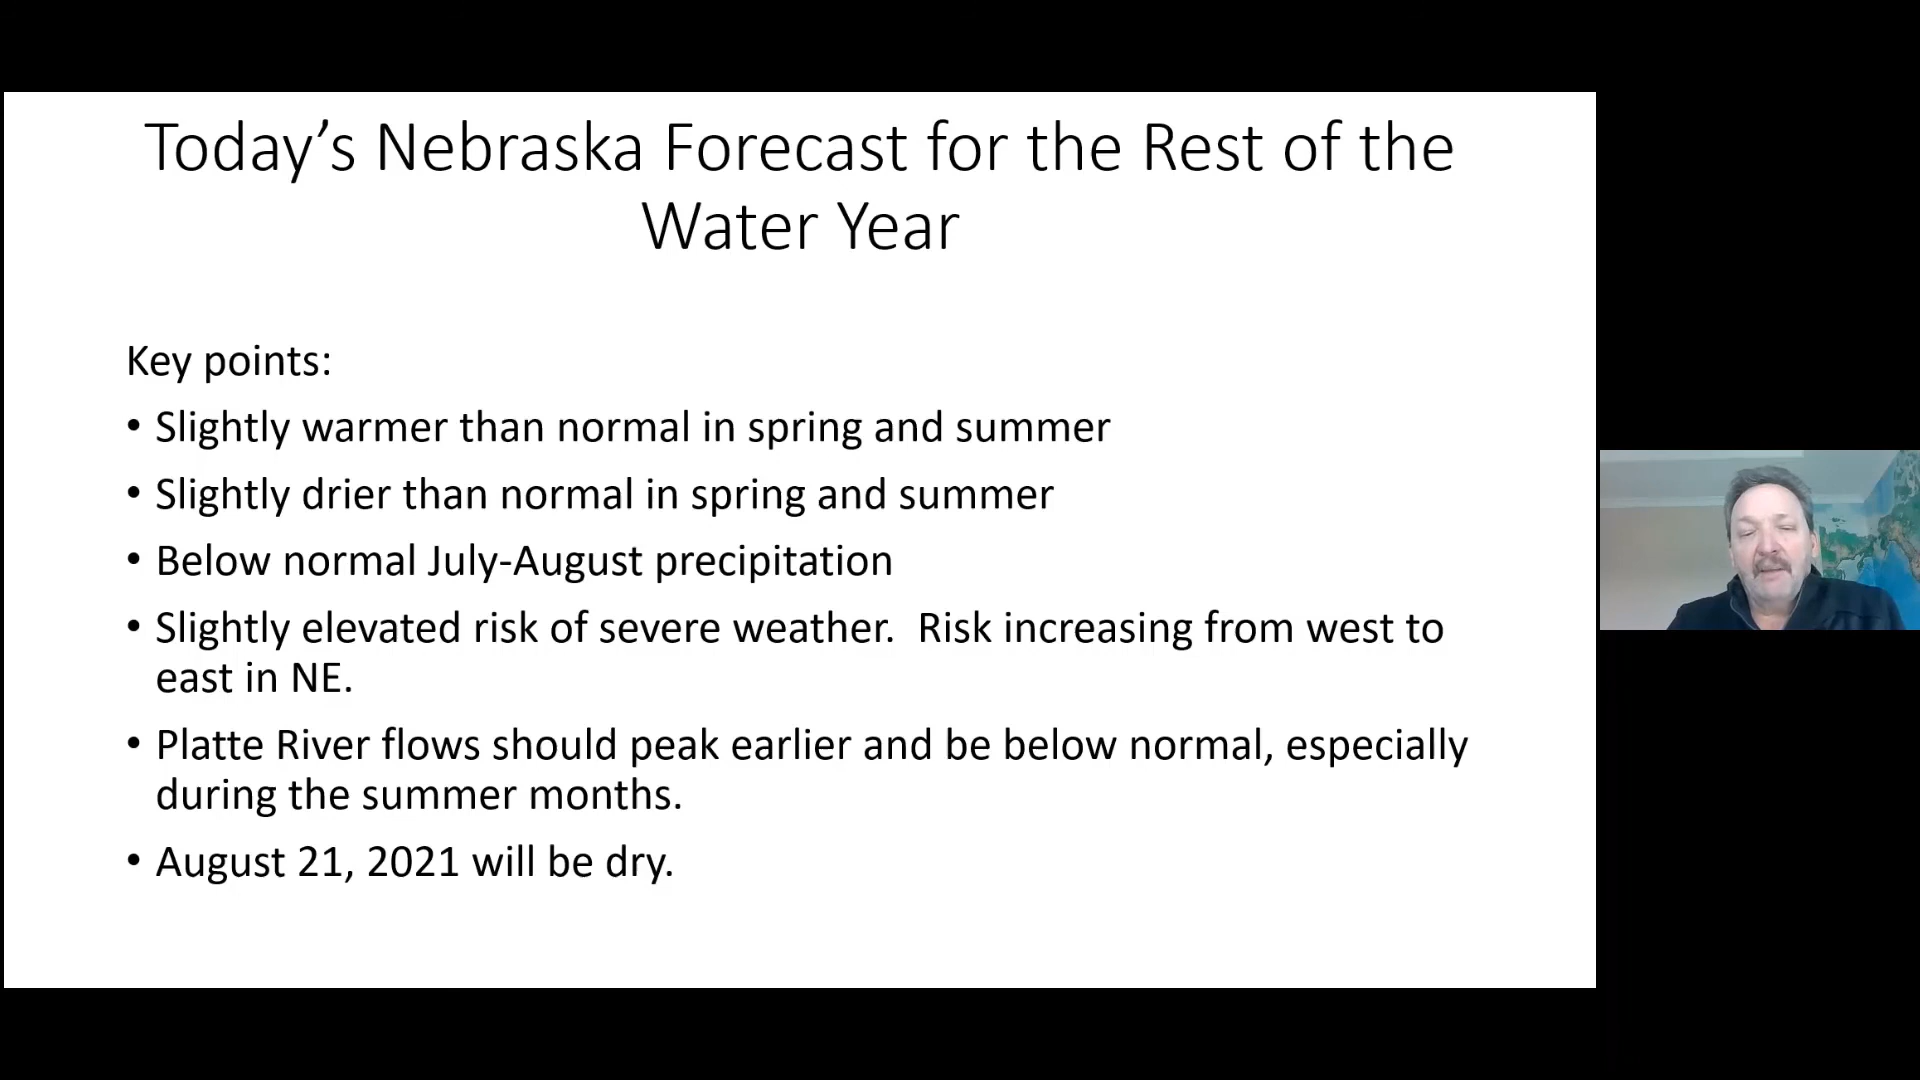 Today’s Nebraska Forecast for the Rest of the
Water Year
Key points:
• Slightly warmer than normal in spring and summer
• Slightly drier than normal in spring and summer
• Below normal July-August precipitation
• Slightly elevated risk of severe weather.  Risk increasing from west to
east in NE.
• Platte River flows should peak earlier and be below normal, especially
during the summer months.
• August 21, 2021 will be dry.